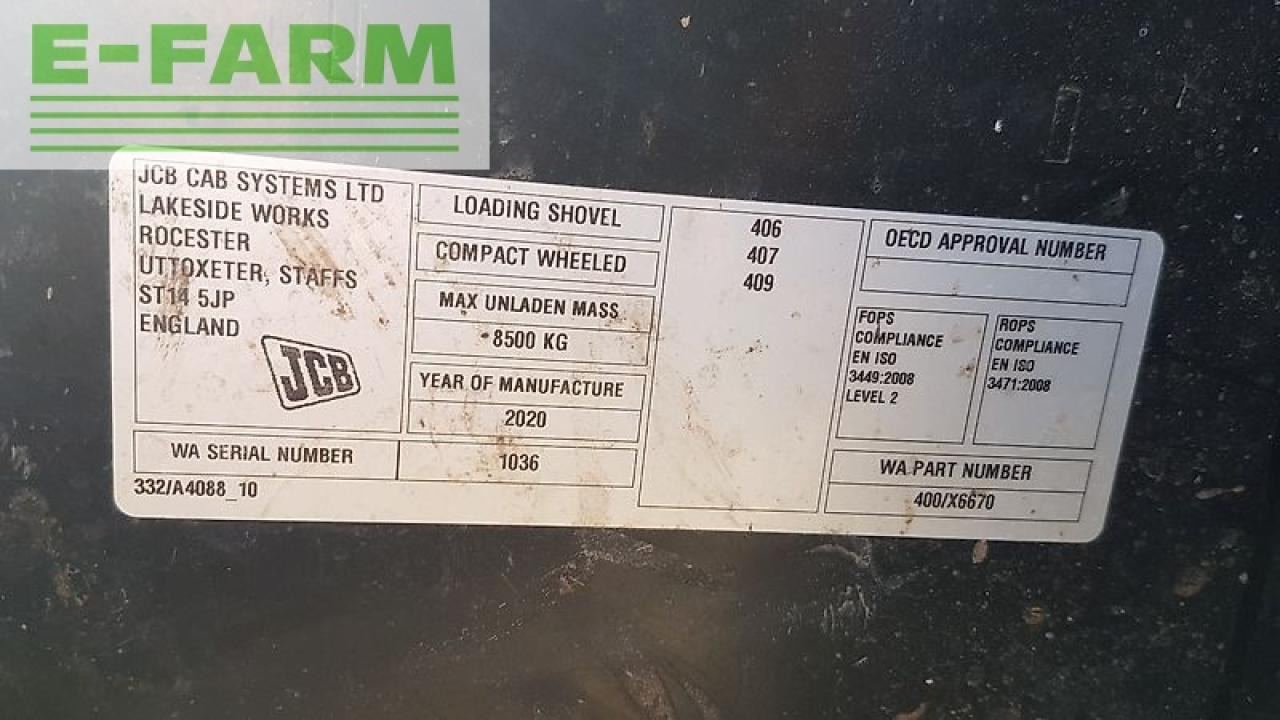 E-FARM
JCB CAB SYSTEMS LTD
LAKESIDE WORKS
ROCESTER
UTTOXETER, STAFFS
ST14 5JP
ENGLAND
JCB
WA SERIAL NUMBER
1036
332/A4088_10
LOADING SHOVEL
COMPACT WHEELED
MAX UNLADEN MASS
8500 KG
YEAR OF MANUFACTURE
2020
406
407
409
OECD APPROVAL NUMBER
FOPS
COMPLIANCE
EN ISO
3449:2008
LEVEL 2
ROPS
COMPLIANCE
EN ISO
3471:2008
WA PART NUMBER
400/X6670